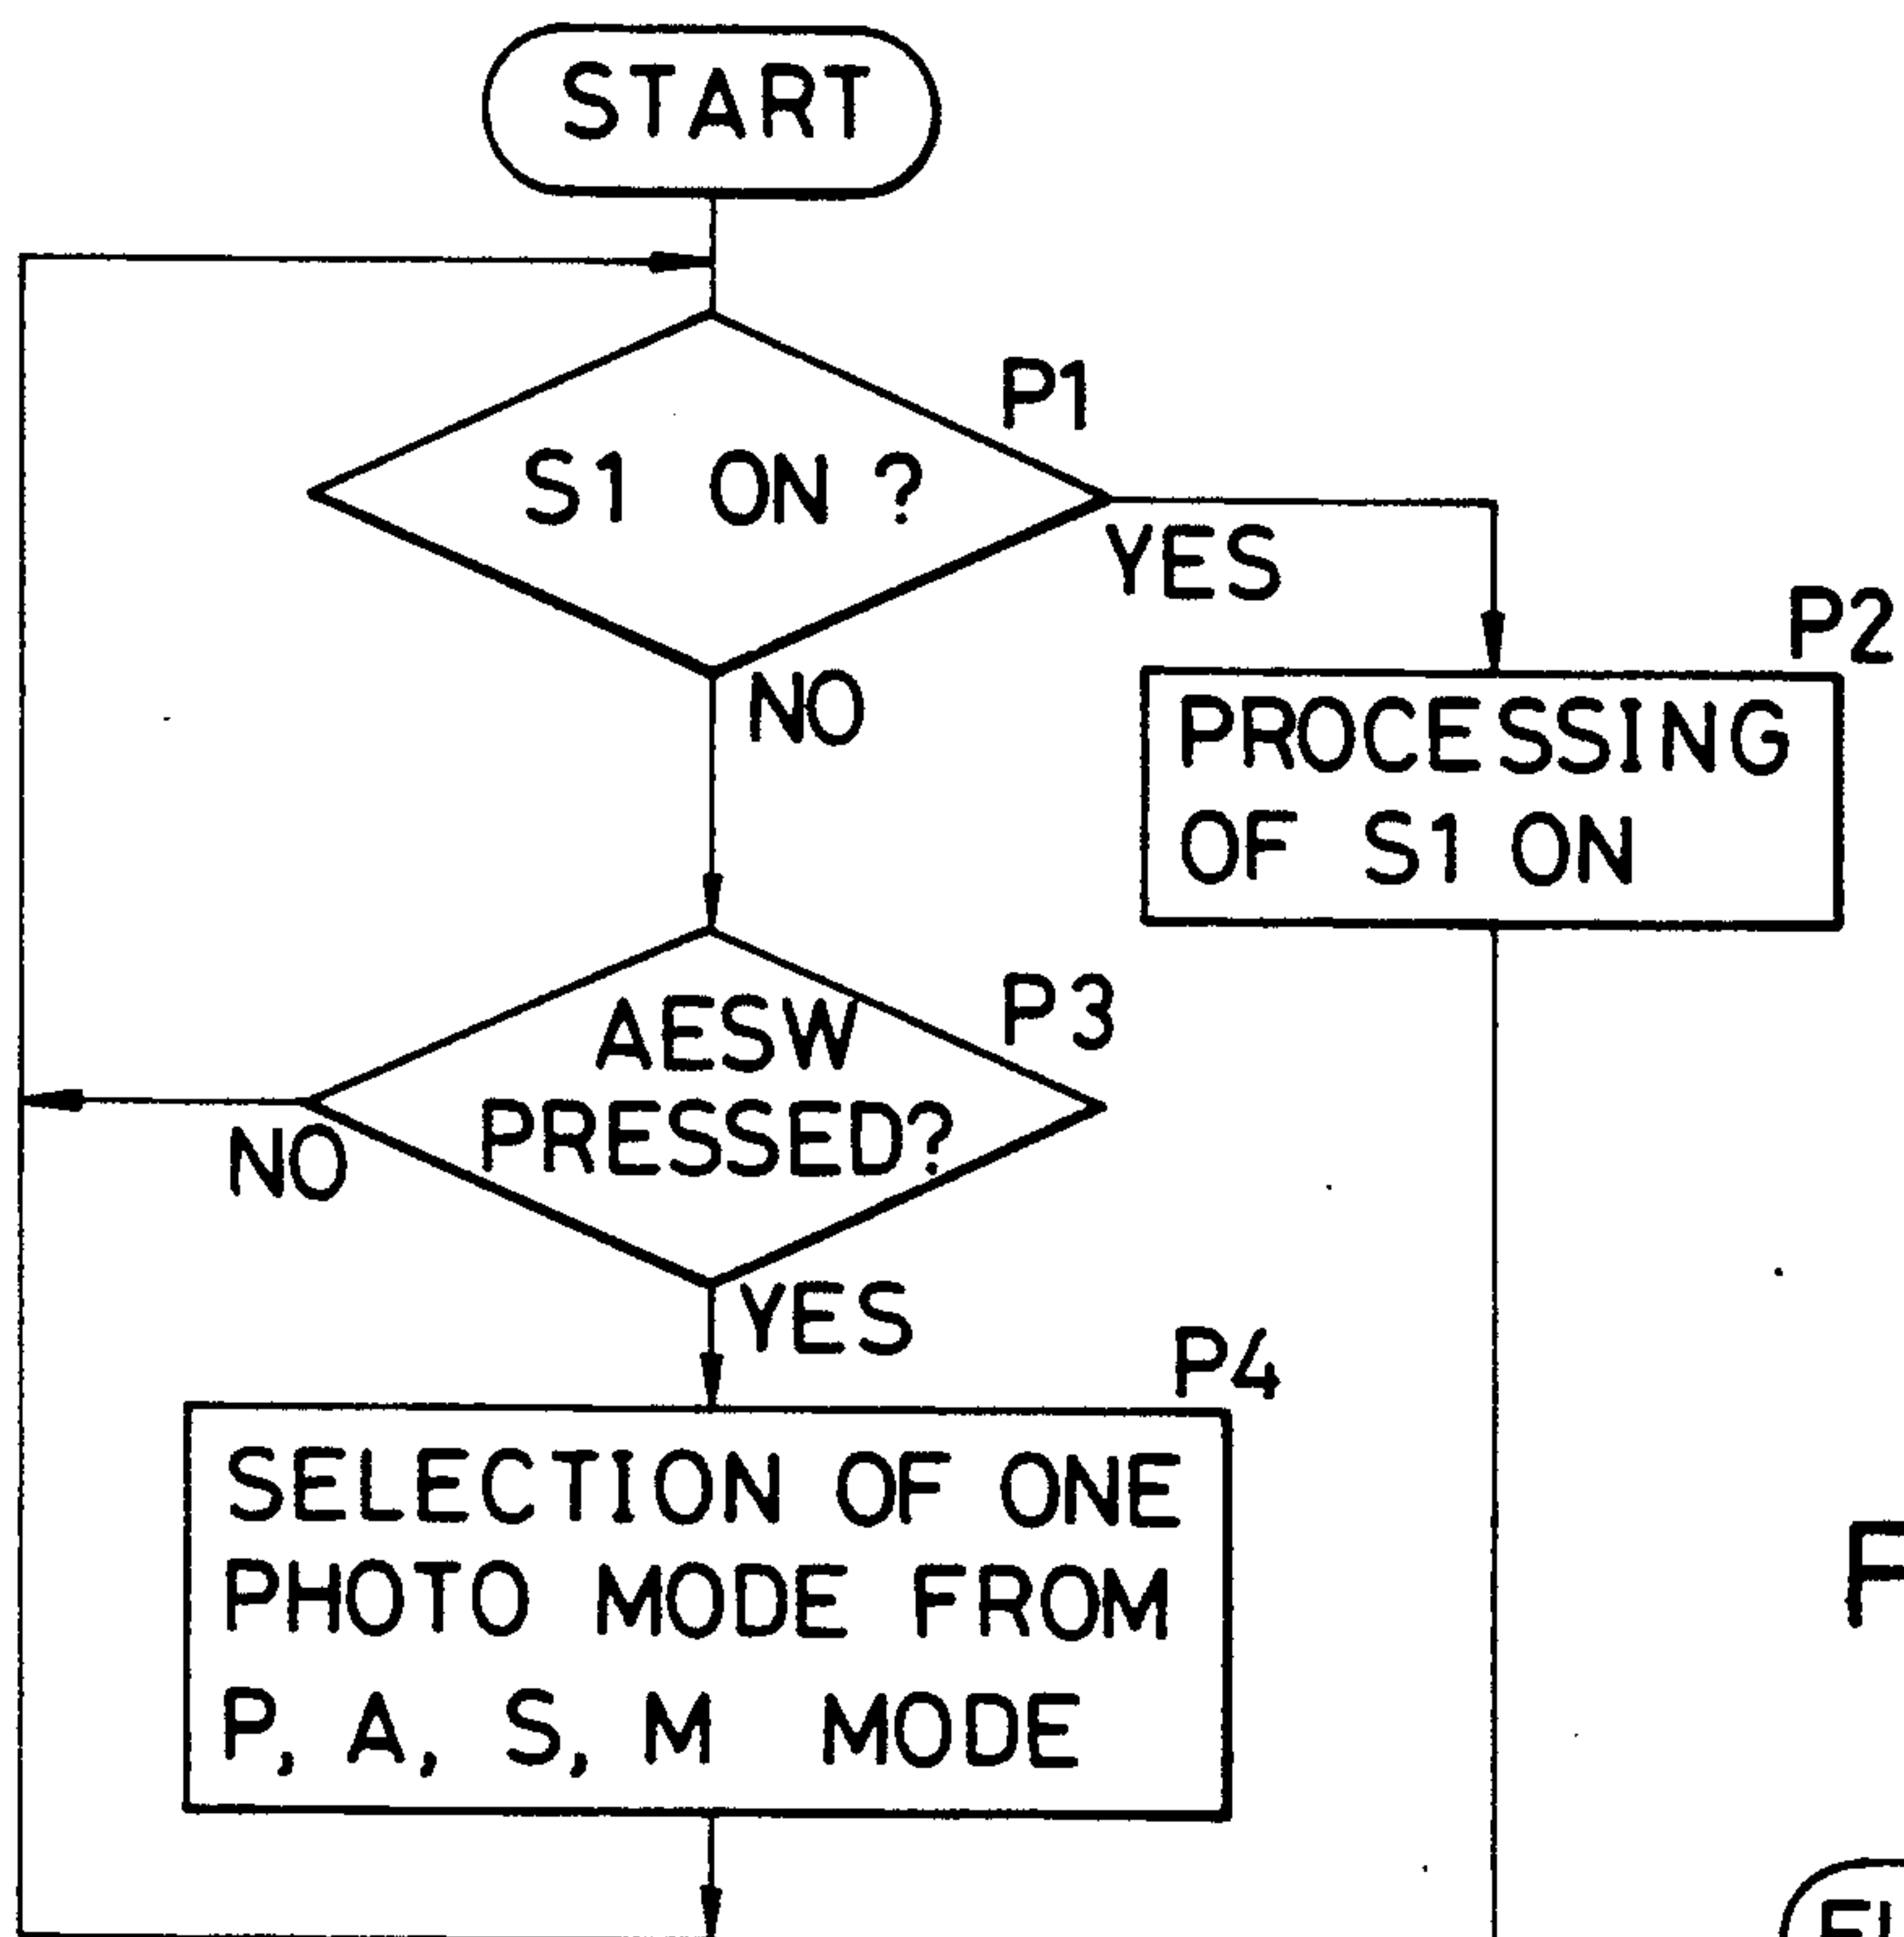 START
P1
S1 ON ?
YES
NO
P2
PROCESSING
OF S1 ON
P3
AESW
PRESSED?
NO
YES
P4
SELECTION OF ONE
PHOTO MODE FROM
P, A, S, M MODE